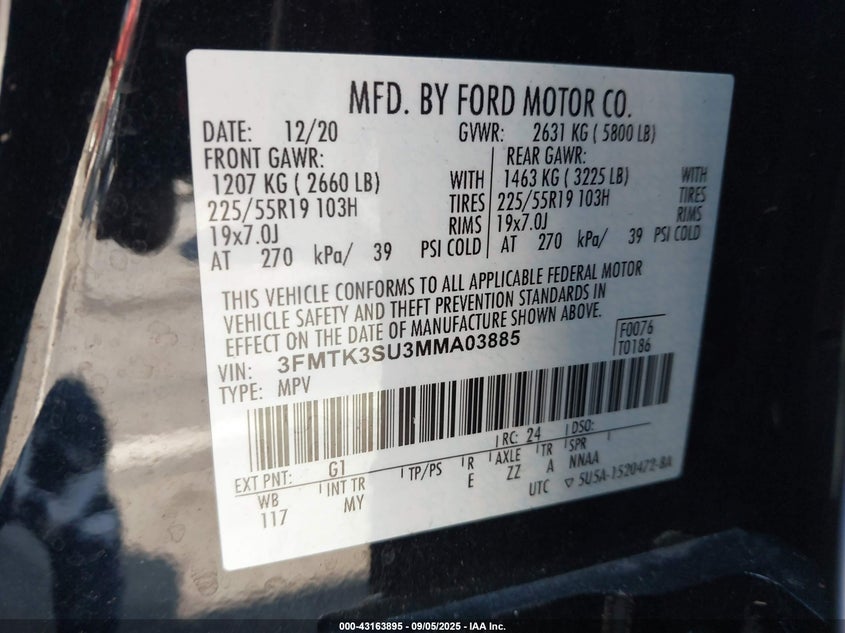 MFD. BY FORD MOTOR CO.
DATE: 12/20 GVWR: 2631 KG ( 5800 LB)
FRONT GAWR: REAR GAWR:
1207 KG ( 2660 LB) WITH 1463 KG ( 3225 LB) WITH
225/55R19 103H TIRES 225/55R19 103H TIRES
19x7.0J RIMS 19x7.0J RIMS
AT 270 kPa/ 39 PSI COLD AT 270 kPa/ 39 PSI COLD
THIS VEHICLE CONFORMS TO ALL APPLICABLE FEDERAL MOTOR
VEHICLE SAFETY AND THEFT PREVENTION STANDARDS IN
EFFECT ON THE DATE OF MANUFACTURE SHOWN ABOVE.
VIN: 3FMTK3SU3MMA03885 F0076
TYPE: MPV T0186
RC: 24 DSO:
EXT PNT: G1 TP/PS R AXLE TR SPR
WB INT TR E ZZ A NNAA
117 MY UTC ▽ 5U5A-1520472-BA
000-43163895 - 09/05/2025 - IAA Inc.